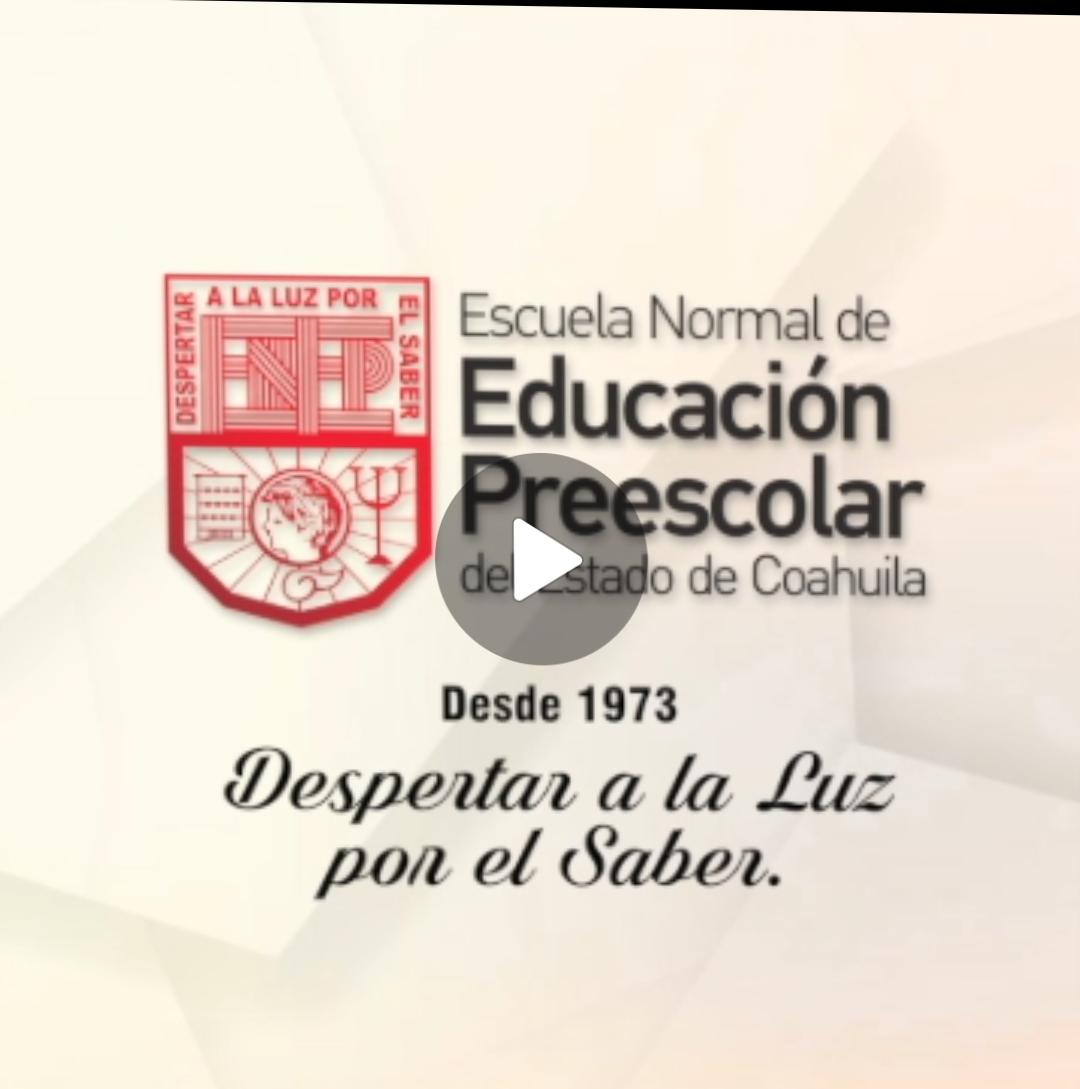 DESPERTAR
A LA LUZ POR
EL SABER
ENEP
Escuela Normal de
Educación
Preescolar
del Estado de Coahuila
Desde 1973
Despertar a la Luz
por el Saber.